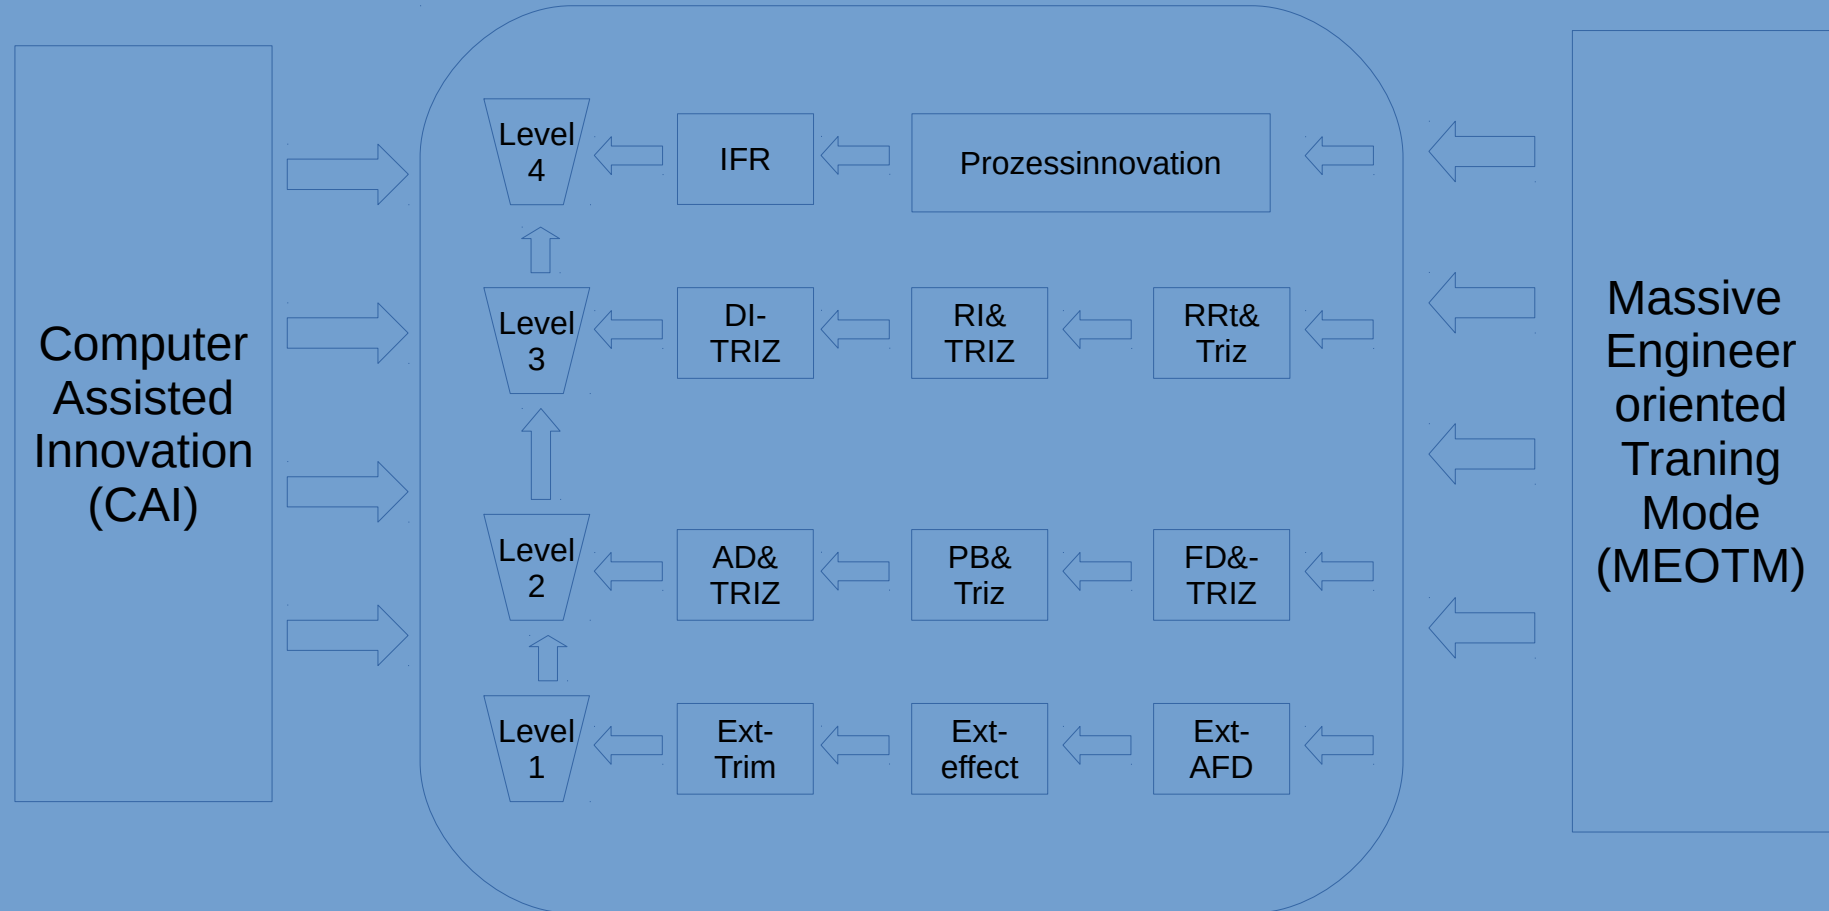 Computer
Assisted
Innovation
(CAI)
Level
4
IFR
Prozessinnovation
Level
3
DI-
TRIZ
RI&
TRIZ
RRt&
Triz
Level
2
AD&
TRIZ
PB&
Triz
FD&-
TRIZ
Level
1
Ext-
Trim
Ext-
effect
Ext-
AFD
Massive
Engineer
oriented
Traning
Mode
(MEOTM)